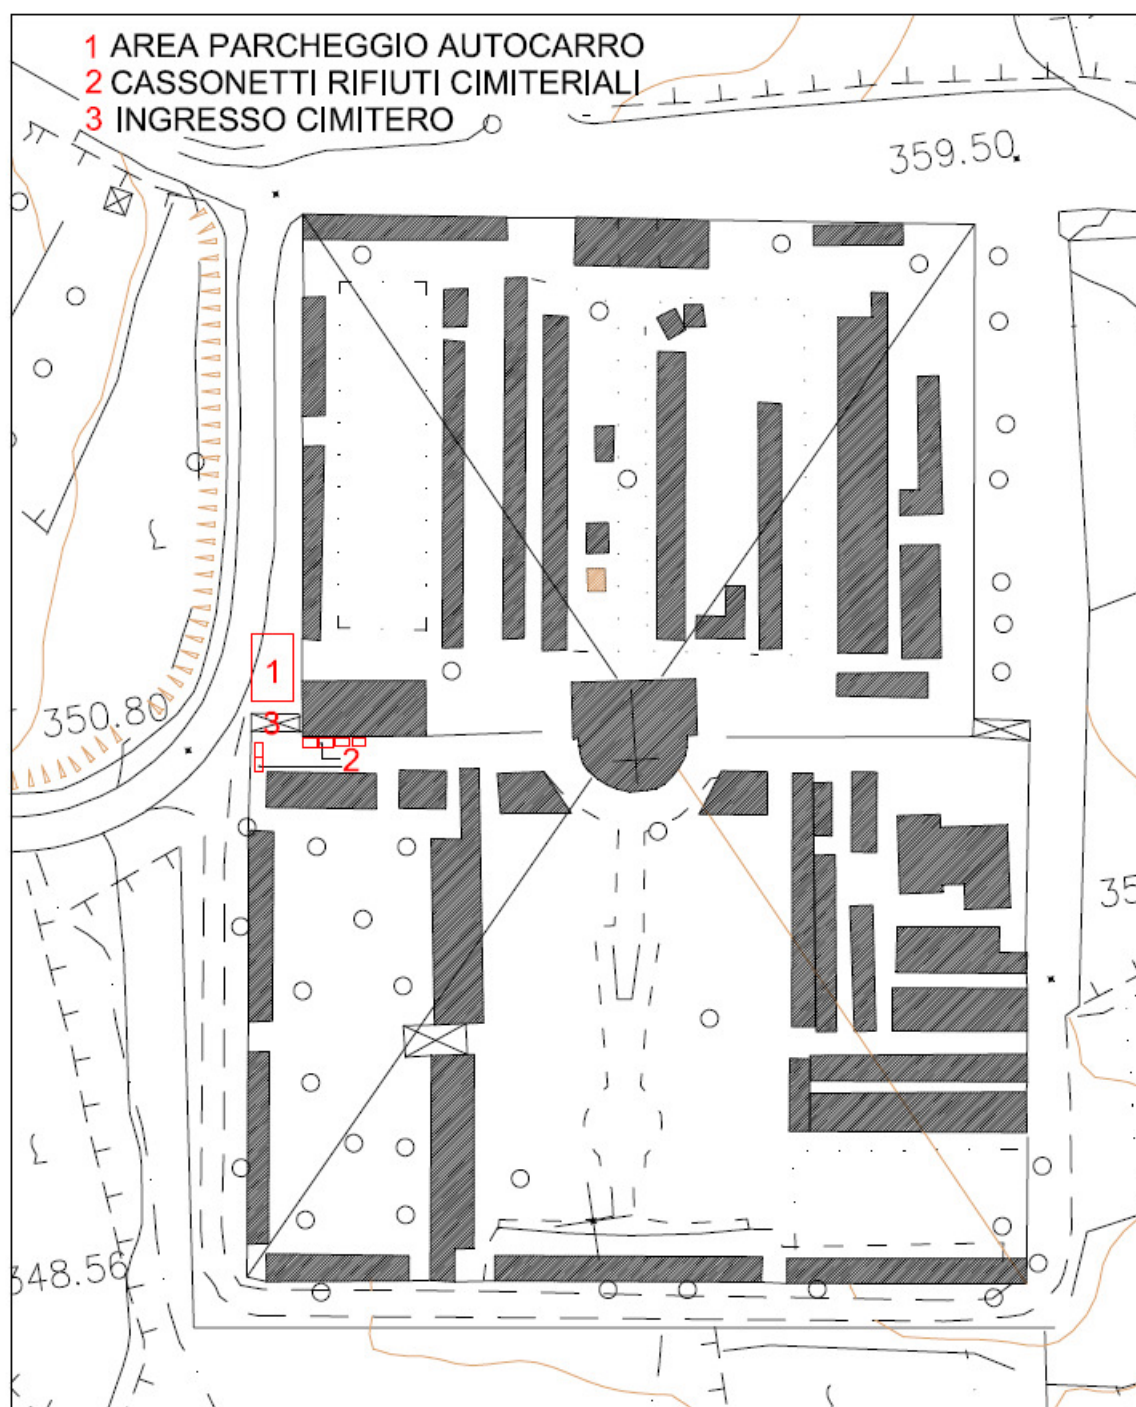 1 AREA PARCHEGGIO AUTOCARRO
2 CASSONETTI RIFIUTI CIMITERIALI
3 INGRESSO CIMITERO
359.50
1
350.80
3
2
35
348.56